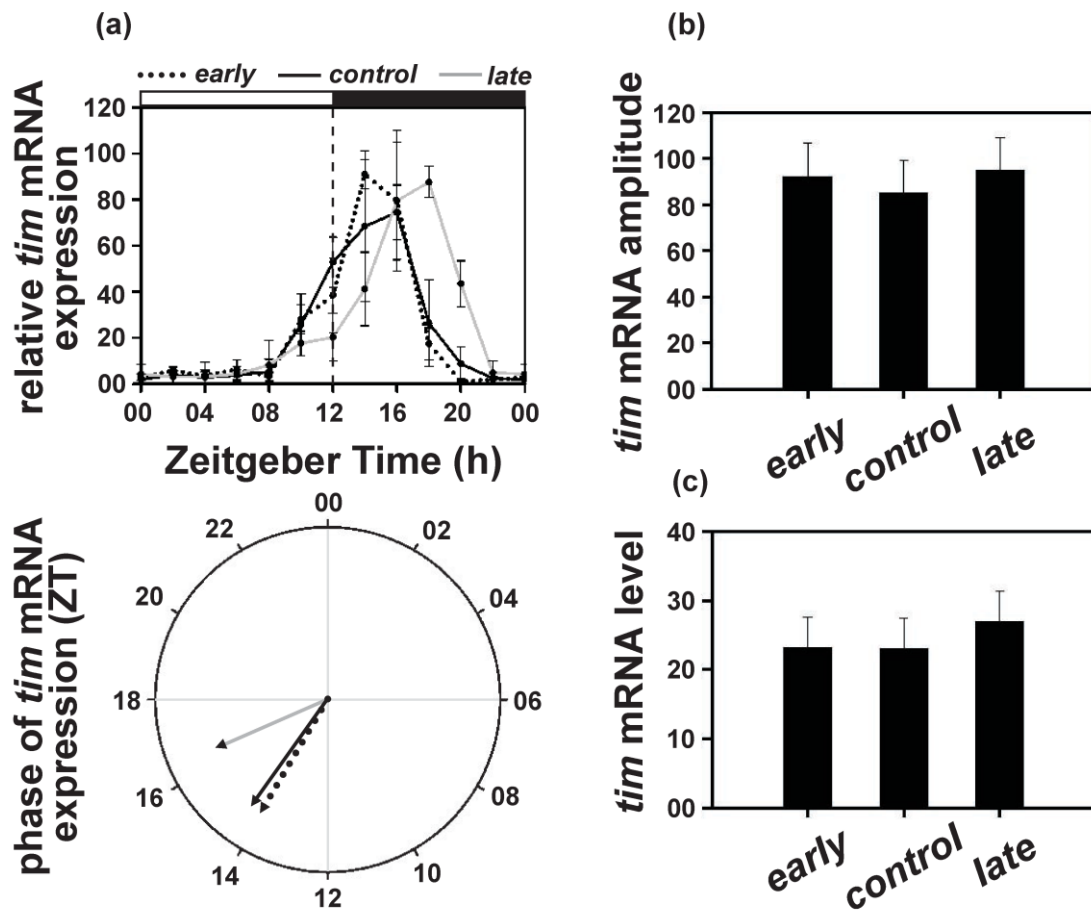 (a)
early control late
relative tim mRNA
expression
120
100
80
60
40
20
00
00 04 08 12 16 20 00
Zeitgeber Time (h)
phase of tim mRNA
expression (ZT)
00
22 02
20 04
18 06
16 08
14 10
12
(b)
tim mRNA amplitude
120
100
80
60
40
20
00
early control late
(c)
tim mRNA level
40
30
20
10
00
early control late